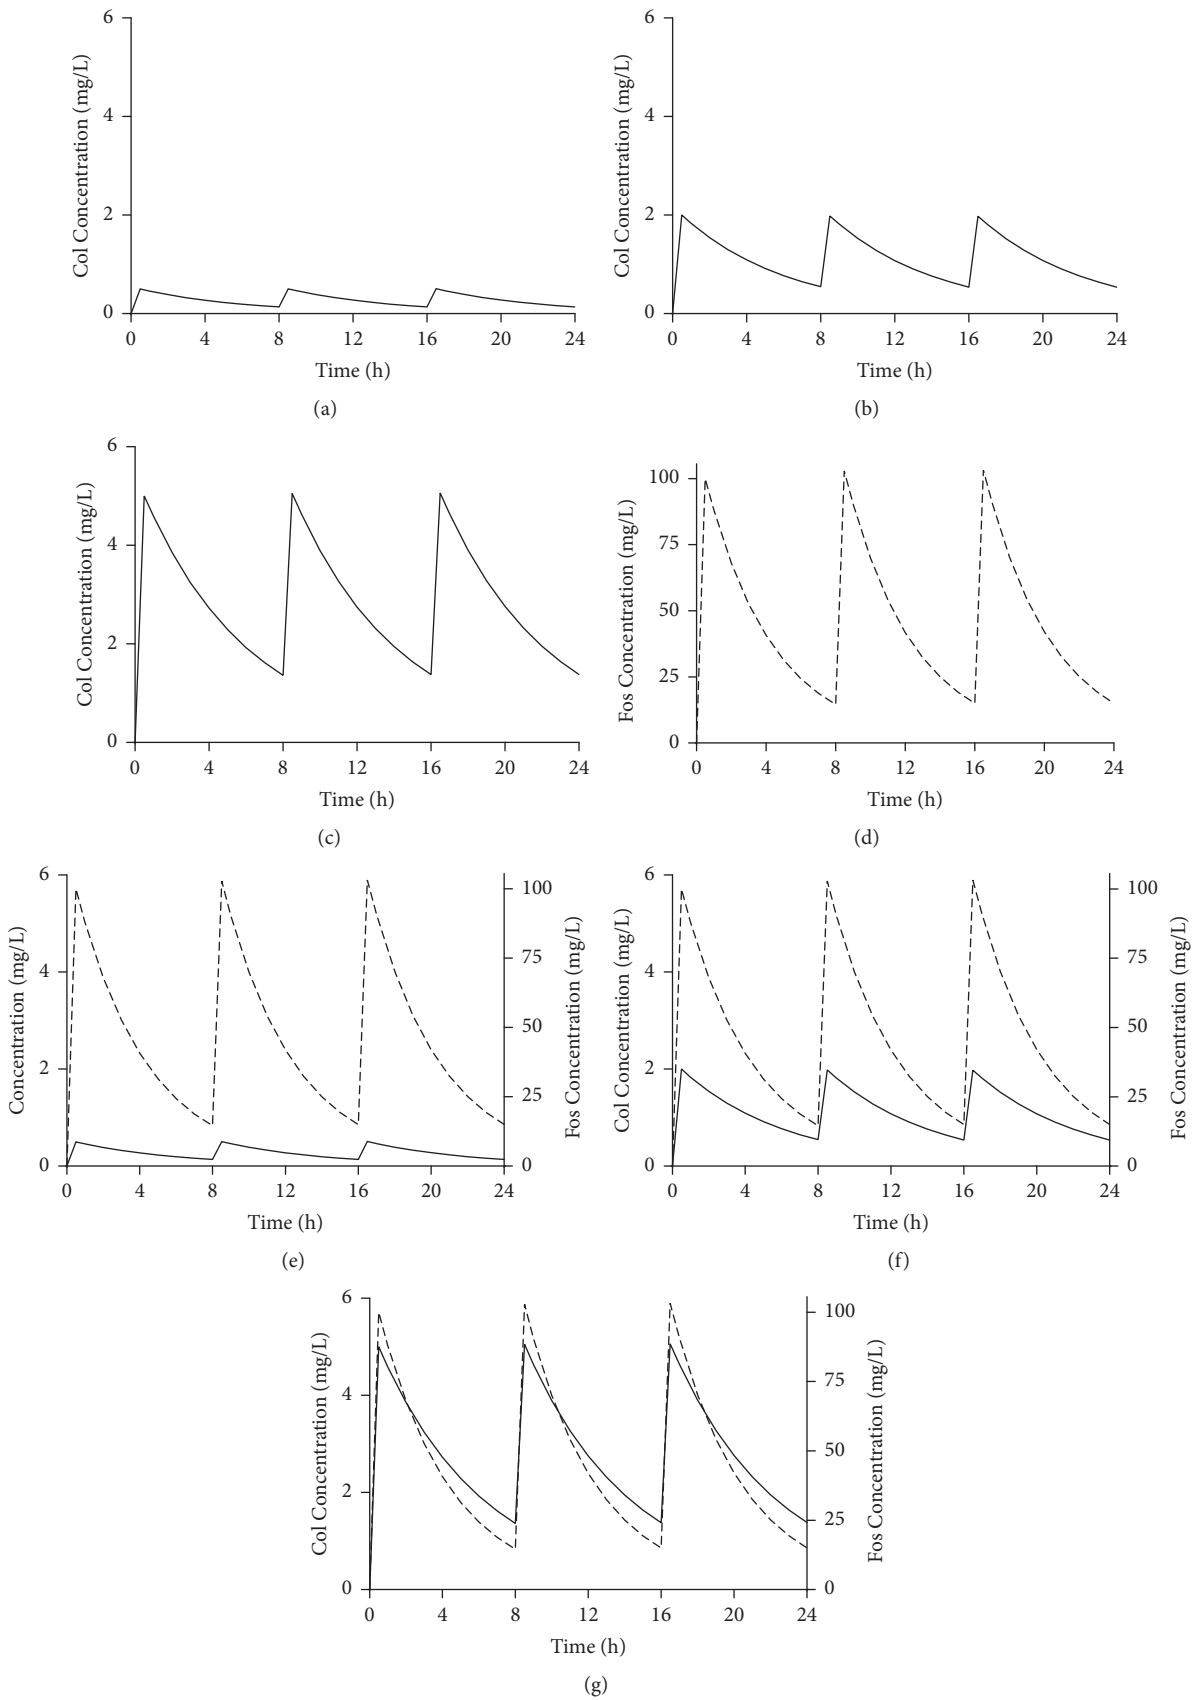 6
4
2
0
Col Concentration (mg/L)
0 4 8 12 16 20 24
Time (h)
(a)
6
4
2
0
Col Concentration (mg/L)
0 4 8 12 16 20 24
Time (h)
(b)
6
4
2
0
Col Concentration (mg/L)
0 4 8 12 16 20 24
Time (h)
(c)
100
75
50
25
0
Fos Concentration (mg/L)
0 4 8 12 16 20 24
Time (h)
(d)
6
4
2
0
Concentration (mg/L)
100
75
50
25
0
Fos Concentration (mg/L)
0 4 8 12 16 20 24
Time (h)
(e)
6
4
2
0
Col Concentration (mg/L)
100
75
50
25
0
Fos Concentration (mg/L)
0 4 8 12 16 20 24
Time (h)
(f)
6
4
2
0
Col Concentration (mg/L)
100
75
50
25
0
Fos Concentration (mg/L)
0 4 8 12 16 20 24
Time (h)
(g)